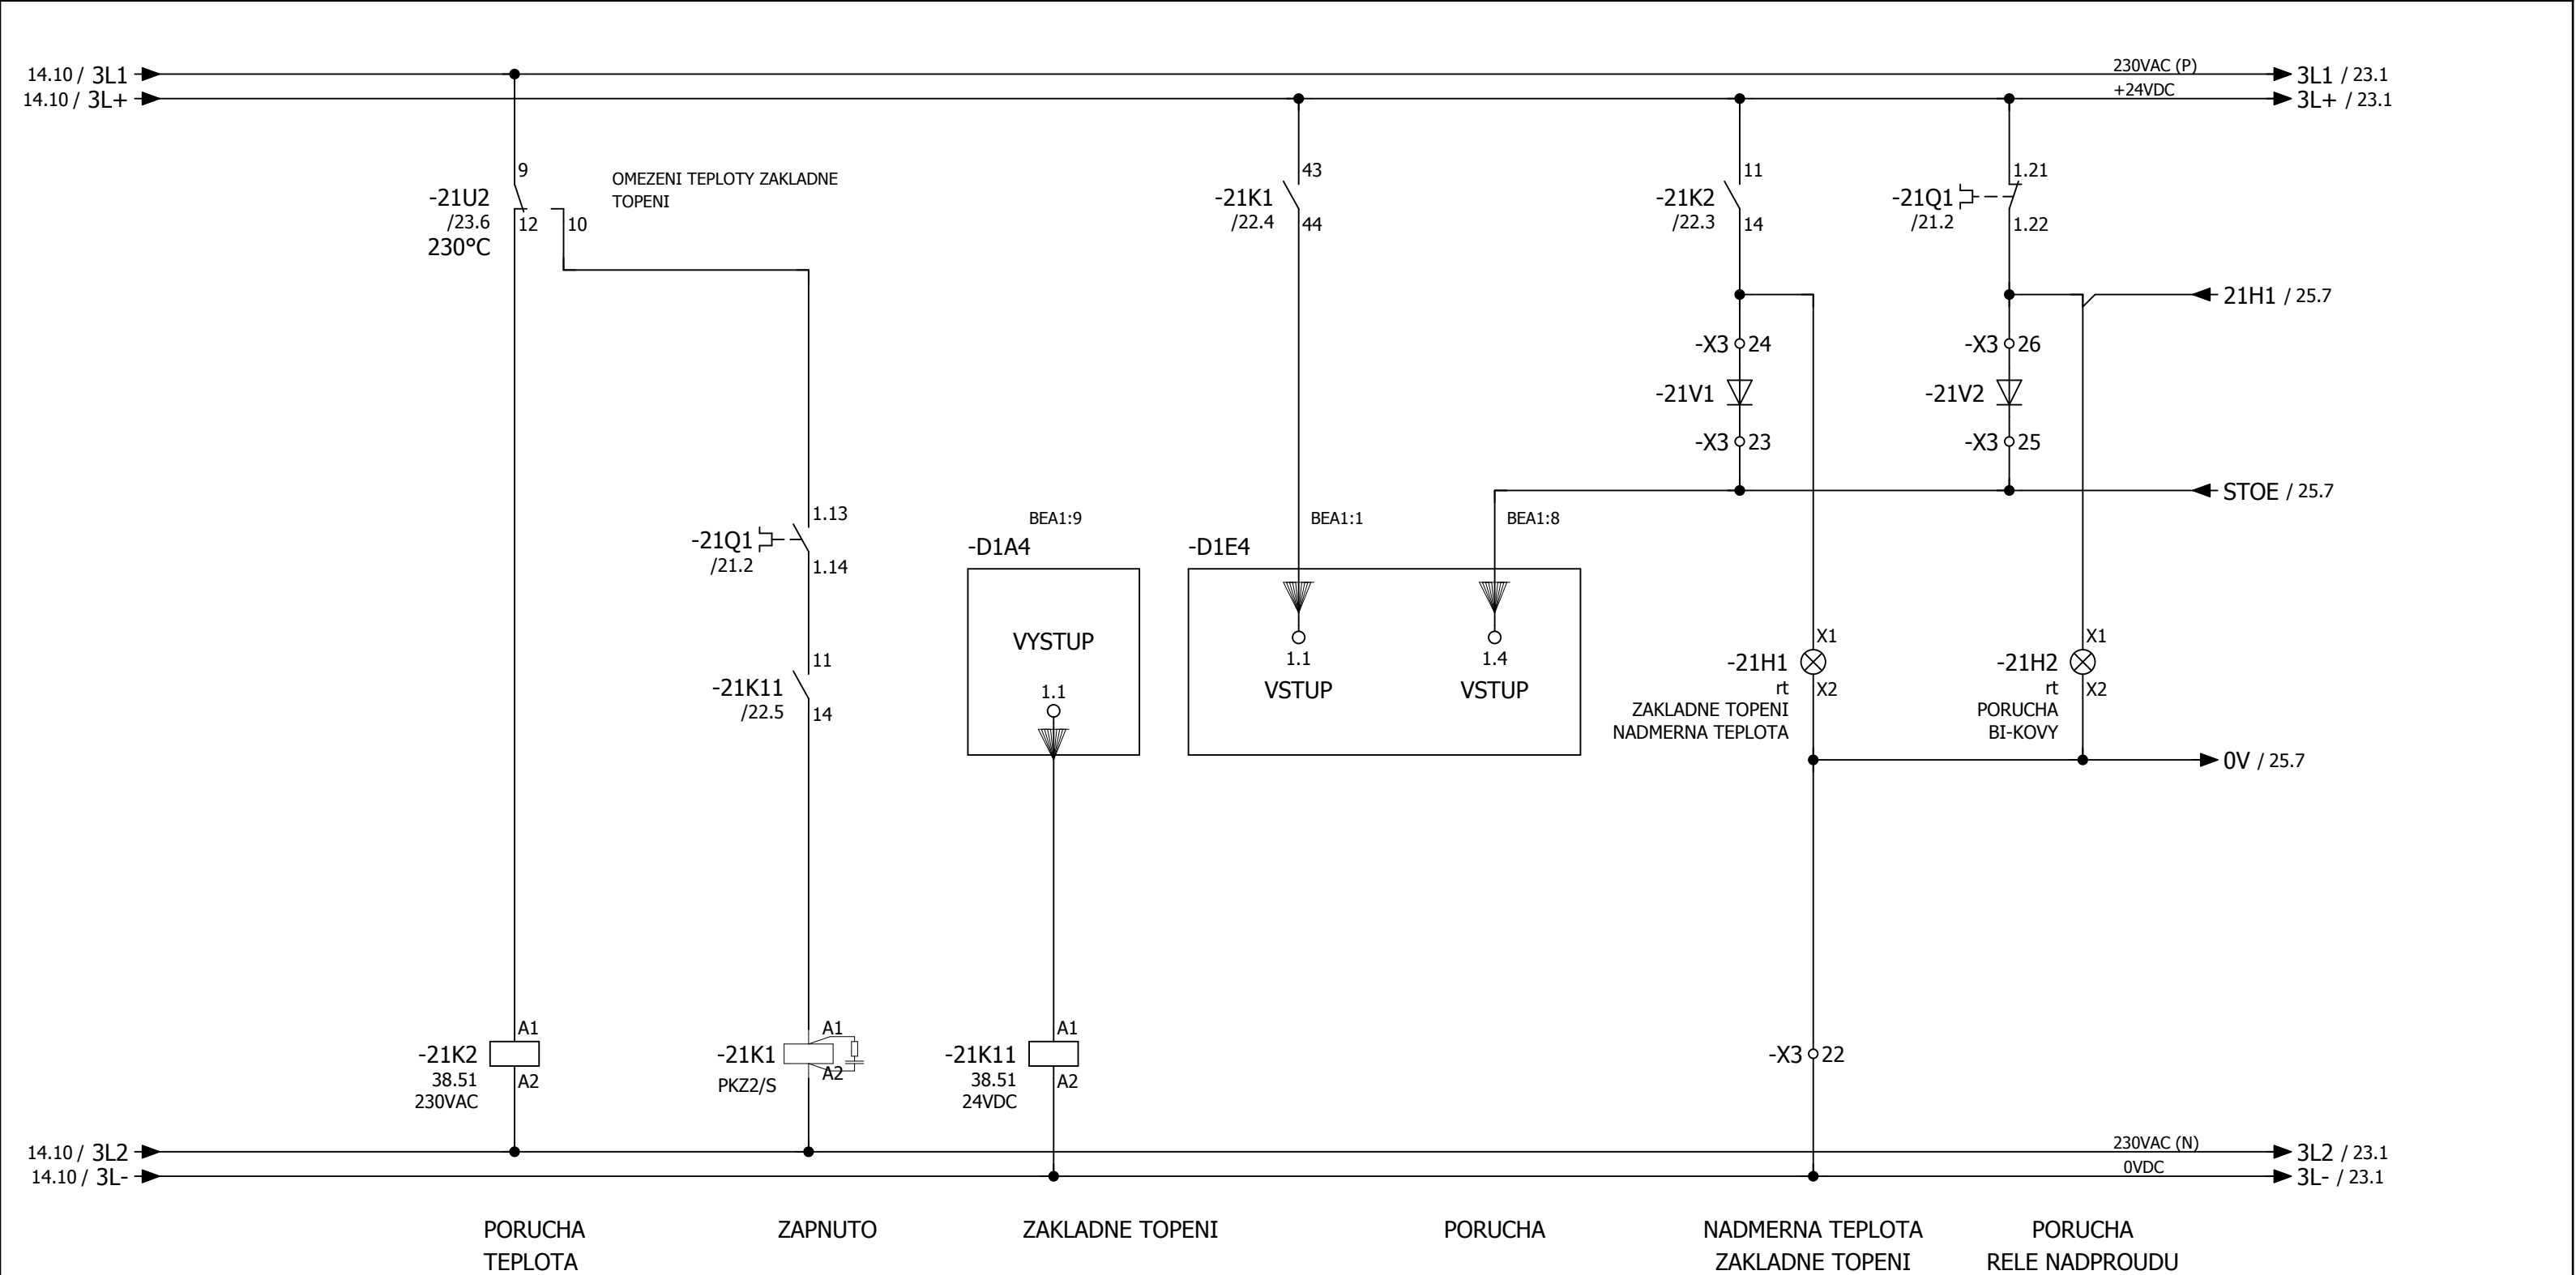 14.10 / 3L1
230VAC (P)
3L1 / 23.1
14.10 / 3L+
+24VDC
3L+ / 23.1
9
-21U2
/23.6
230°C
12
10
OMEZENI TEPLOTY ZAKLADNE
TOPENI
43
-21K1
/22.4
44
11
-21K2
/22.3
14
1.21
-21Q1
/21.2
1.22
21H1 / 25.7
-X3 24
-21V1
-X3 23
-X3 26
-21V2
-X3 25
STOE / 25.7
1.13
-21Q1
/21.2
1.14
11
-21K11
/22.5
14
BEA1:9
-D1A4
VYSTUP
1.1
BEA1:1
BEA1:8
-D1E4
1.1
VSTUP
1.4
VSTUP
X1
-21H1
rt
X2
ZAKLADNE TOPENI
NADMERNA TEPLOTA
X1
-21H2
rt
X2
PORUCHA
BI-KOVY
0V / 25.7
A1
-21K2
38.51
A2
230VAC
A1
-21K1
A2
PKZ2/S
A1
-21K11
38.51
A2
24VDC
-X3 22
14.10 / 3L2
230VAC (N)
3L2 / 23.1
14.10 / 3L-
0VDC
3L- / 23.1
PORUCHA
TEPLOTA
ZAPNUTO
ZAKLADNE TOPENI
PORUCHA
NADMERNA TEPLOTA
ZAKLADNE TOPENI
PORUCHA
RELE NADPROUDU